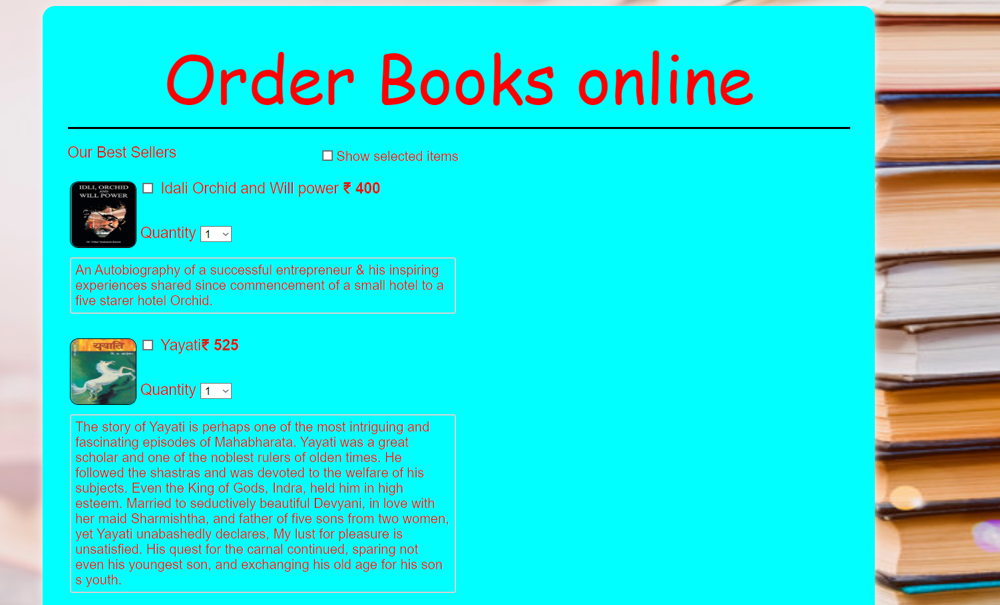 Order Books online
Our Best Sellers
Show selected items
IDLI, ORCHID
AND
WILL POWER
Idali Orchid and Will power ₹ 400
Quantity 1
An Autobiography of a successful entrepreneur & his inspiring
experiences shared since commencement of a small hotel to a
five starer hotel Orchid.
ययाति
Yayati₹ 525
Quantity 1
The story of Yayati is perhaps one of the most intriguing and
fascinating episodes of Mahabharata. Yayati was a great
scholar and one of the noblest rulers of olden times. He
followed the shastras and was devoted to the welfare of his
subjects. Even the King of Gods, Indra, held him in high
esteem. Married to seductively beautiful Devyani, in love with
her maid Sharmishtha, and father of five sons from two women,
yet Yayati unabashedly declares, My lust for pleasure is
unsatisfied. His quest for the carnal continued, sparing not
even his youngest son, and exchanging his old age for his son
s youth.